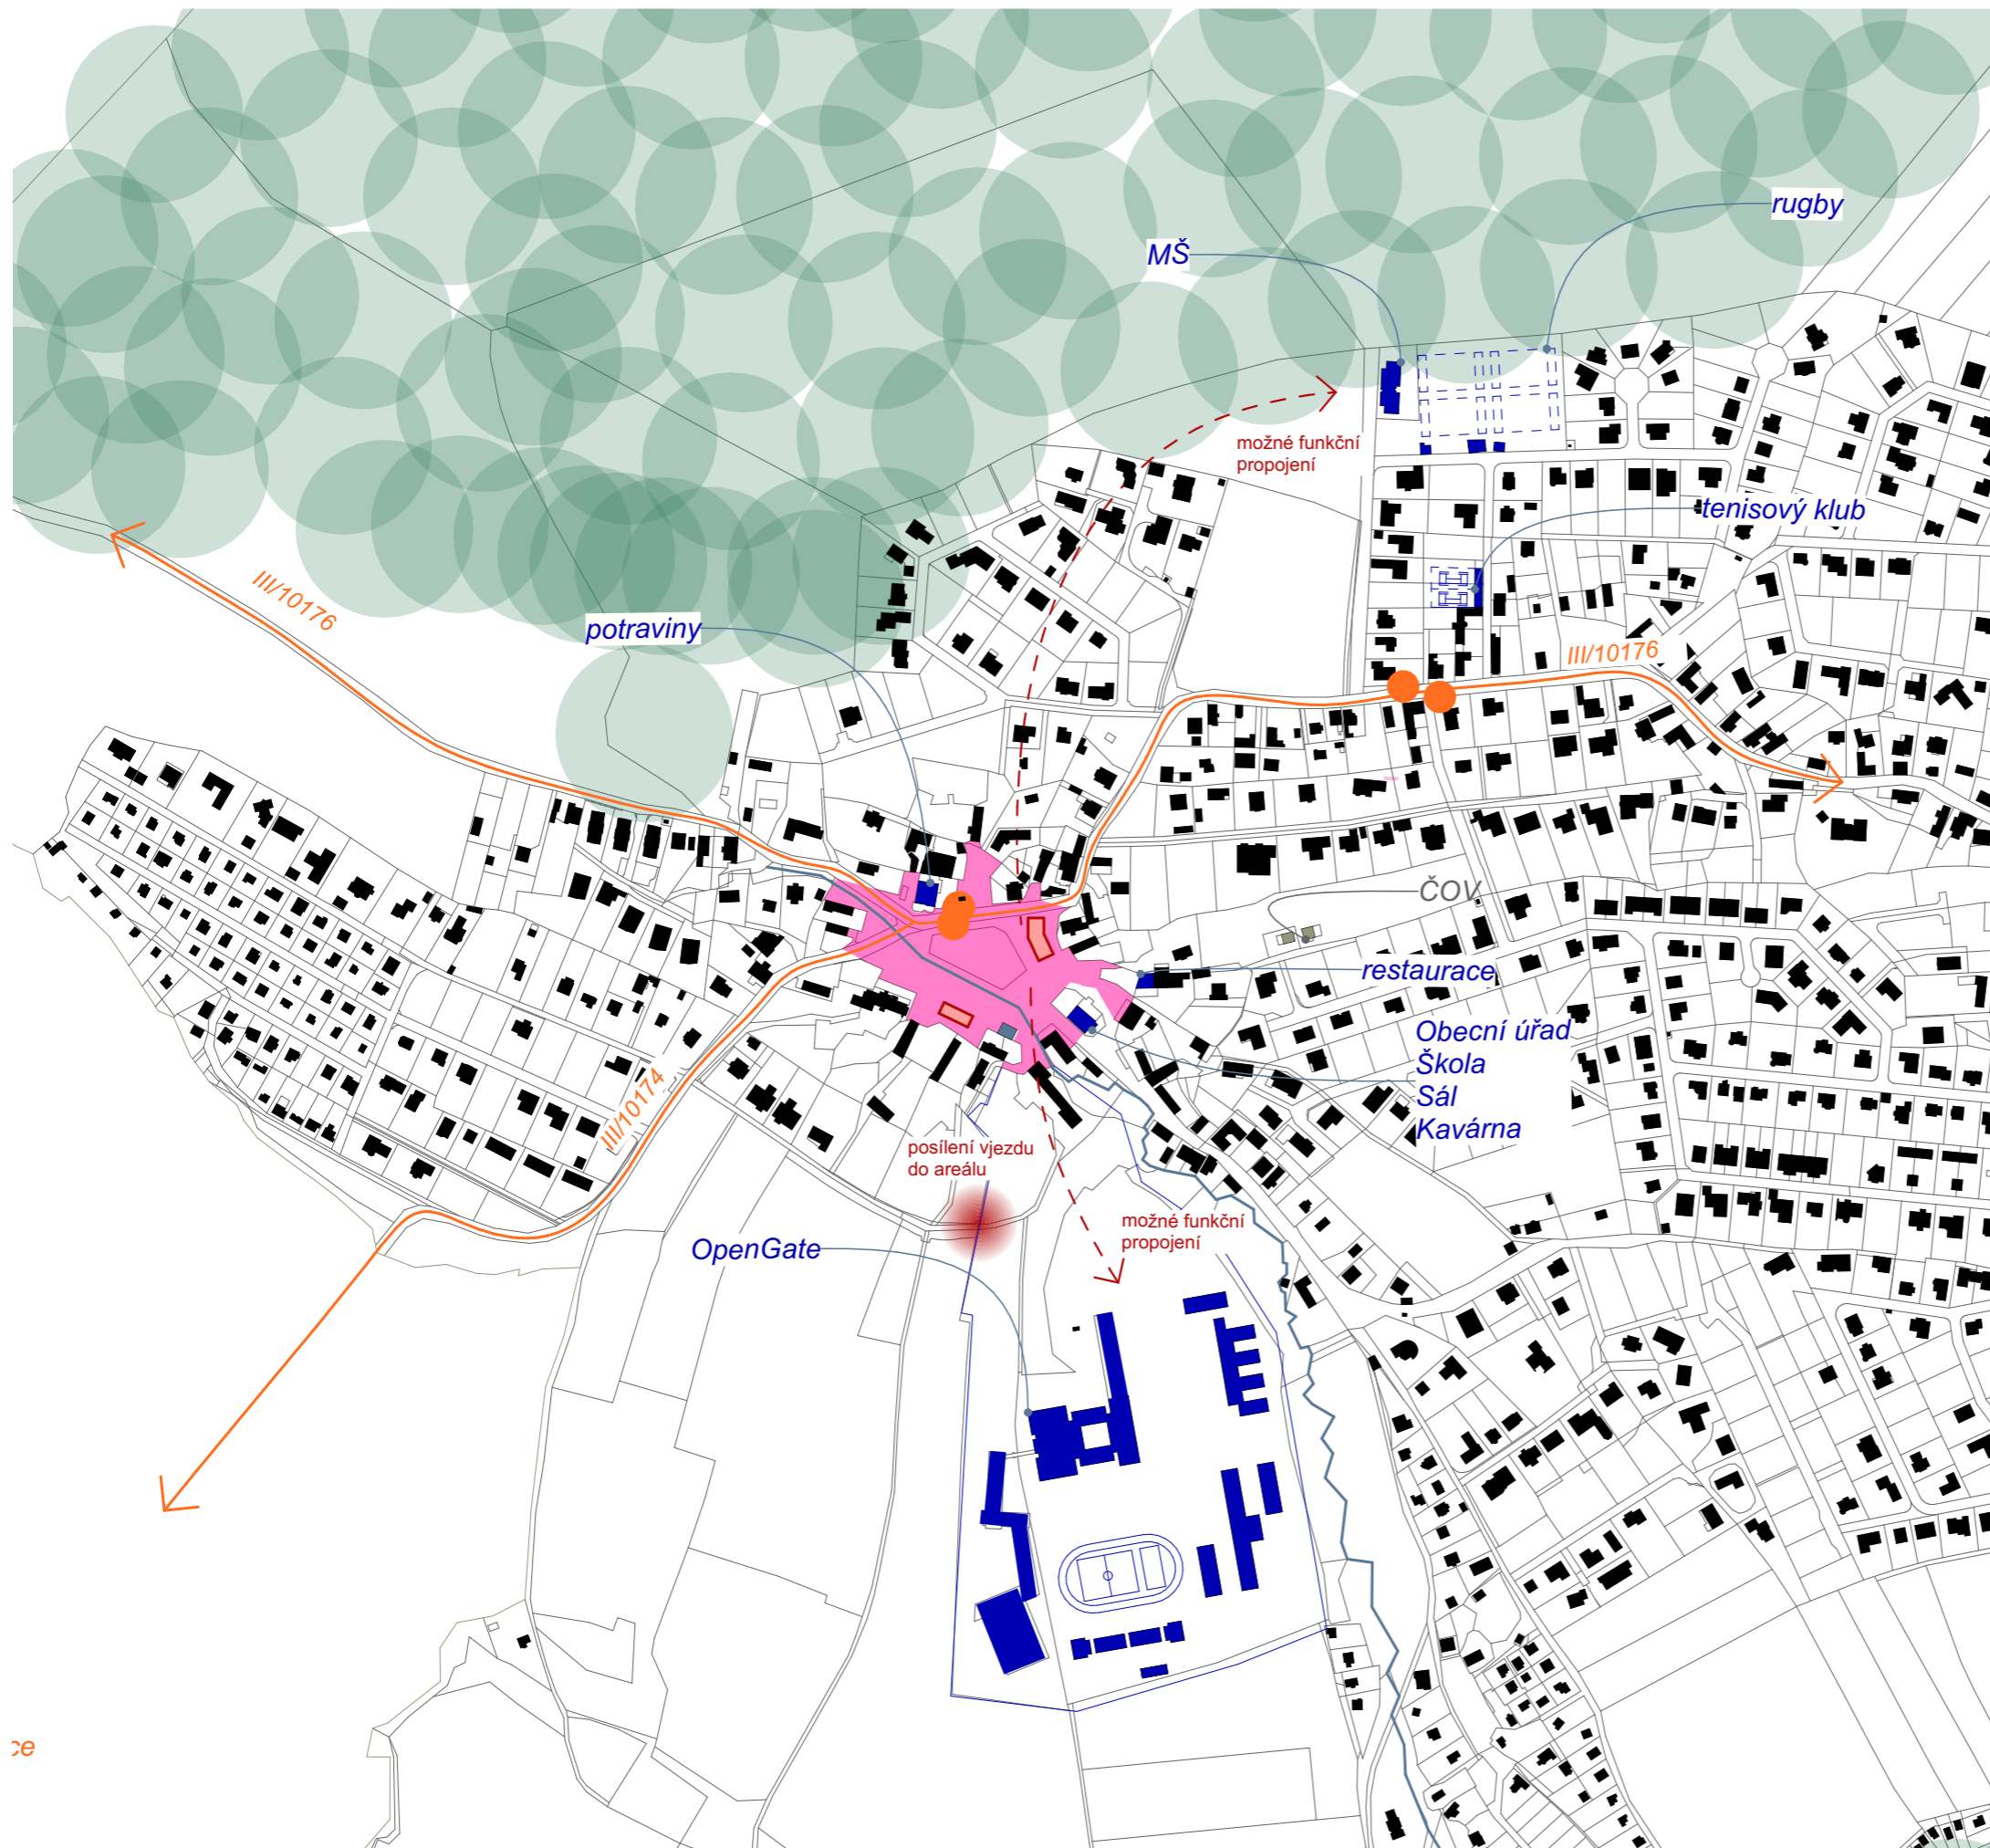 rugby
MŠ
možné funkční
propojení
tenisový klub
III/10176
potraviny
III/10176
ČOV
restaurace
Obecní úřad
Škola
Sál
Kavárna
III/10174
posílení vjezdu
do areálu
možné funkční
propojení
OpenGate
ce